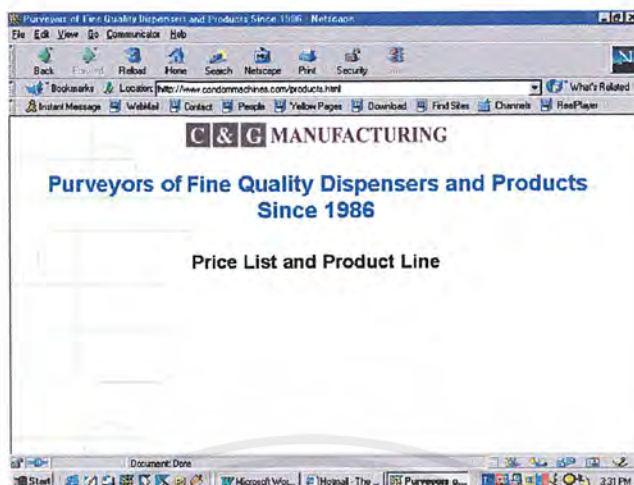 Purveyors of Fine Quality Dispensers and Products Since 1986 - Netscape
File Edit View Go Communicator Help
Back Forward Reload Home Search Netscape Print Security
Bookmarks Location: http://www.condommachines.com/products.html What's Related
Instant Message WebMail Contact People Yellow Pages Download Find Sites Channels RealPlayer
C & G MANUFACTURING
Purveyors of Fine Quality Dispensers and Products
Since 1986
Price List and Product Line
Document: Done
Start Microsoft Wor... Hotmail - The ... Purveyors o... 2:31 PM